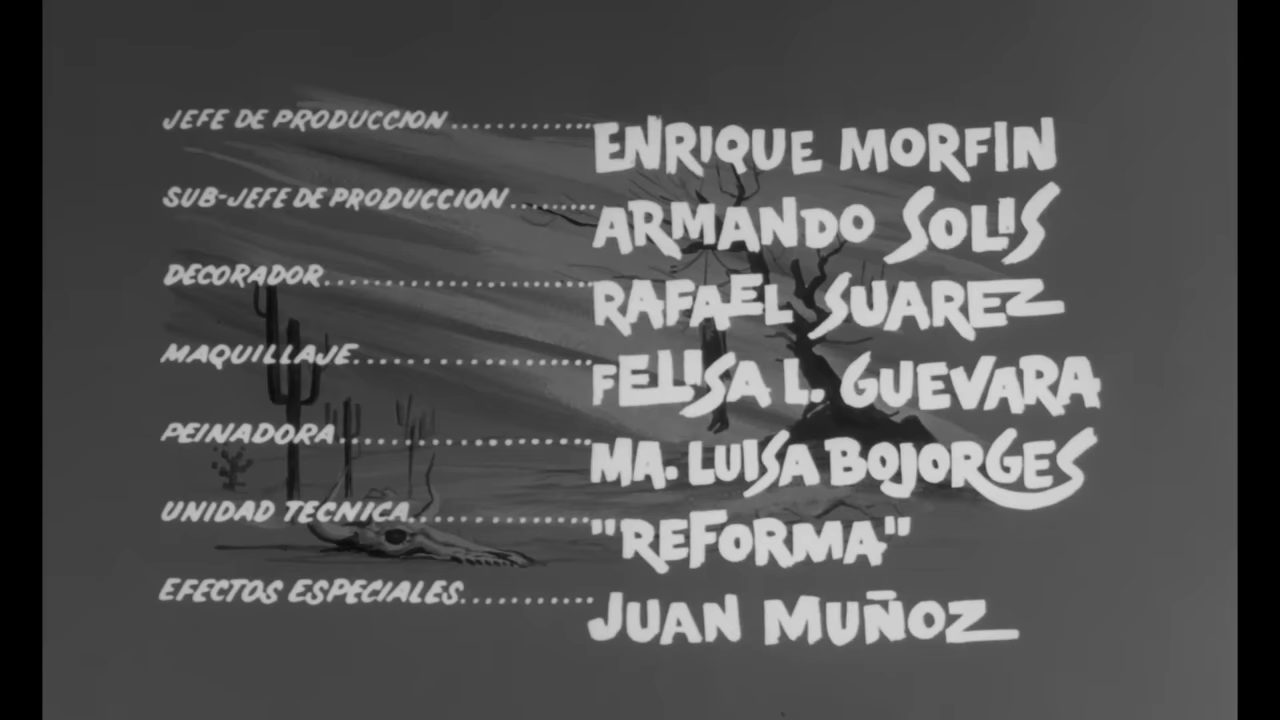 JEFE DE PRODUCCION............. ENRIQUE MORFIN
SUB-JEFE DE PRODUCCION........ ARMANDO SOLIS
DECORADOR........................ RAFAEL SUAREZ
MAQUILLAJE..................... FELISA L. GUEVARA
PEINADORA...................... MA. LUISA BOJORGES
UNIDAD TECNICA................ "REFORMA"
EFECTOS ESPECIALES............ JUAN MUÑOZ